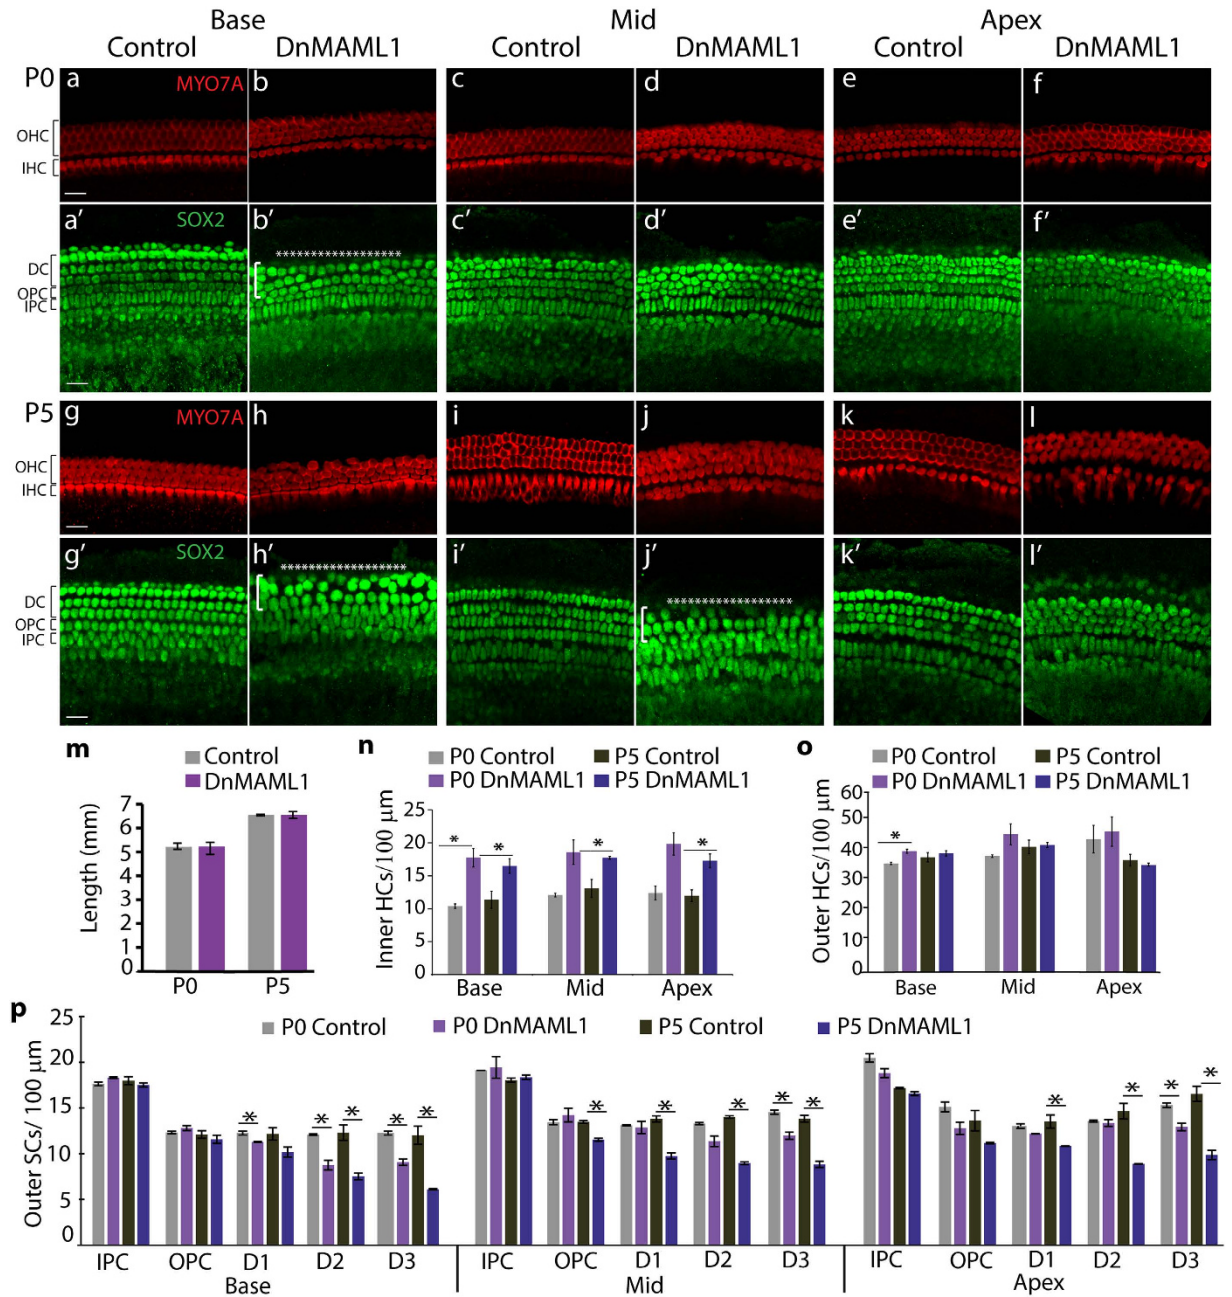 Base Mid Apex
Control DnMAML1 Control DnMAML1 Control DnMAML1
P0 a MYO7A b c d e f
OHC
IHC
a′ SOX2 b′ c′ d′ e′ f′
******************
DC
OPC
IPC
P5 g MYO7A h i j k l
OHC
IHC
g′ SOX2 h′ i′ j′ k′ l′
******************
*****************
DC
OPC
IPC
m
Control
DnMAML1
Length (mm)
7
6
5
4
3
2
1
0
P0 P5
n
P0 Control P5 Control
P0 DnMAML1 P5 DnMAML1
Inner HCs/100 µm
25
20
15
10
5
0
* * * *
Base Mid Apex
o
P0 Control P5 Control
P0 DnMAML1 P5 DnMAML1
Outer HCs/100 µm
60
50
40
30
20
10
0
*
Base Mid Apex
p
P0 Control P0 DnMAML1 P5 Control P5 DnMAML1
Outer SCs/ 100 µm
25
20
15
10
5
0
* * * * * * * * * * * * * *
IPC OPC D1 D2 D3 IPC OPC D1 D2 D3 IPC OPC D1 D2 D3
Base Mid Apex